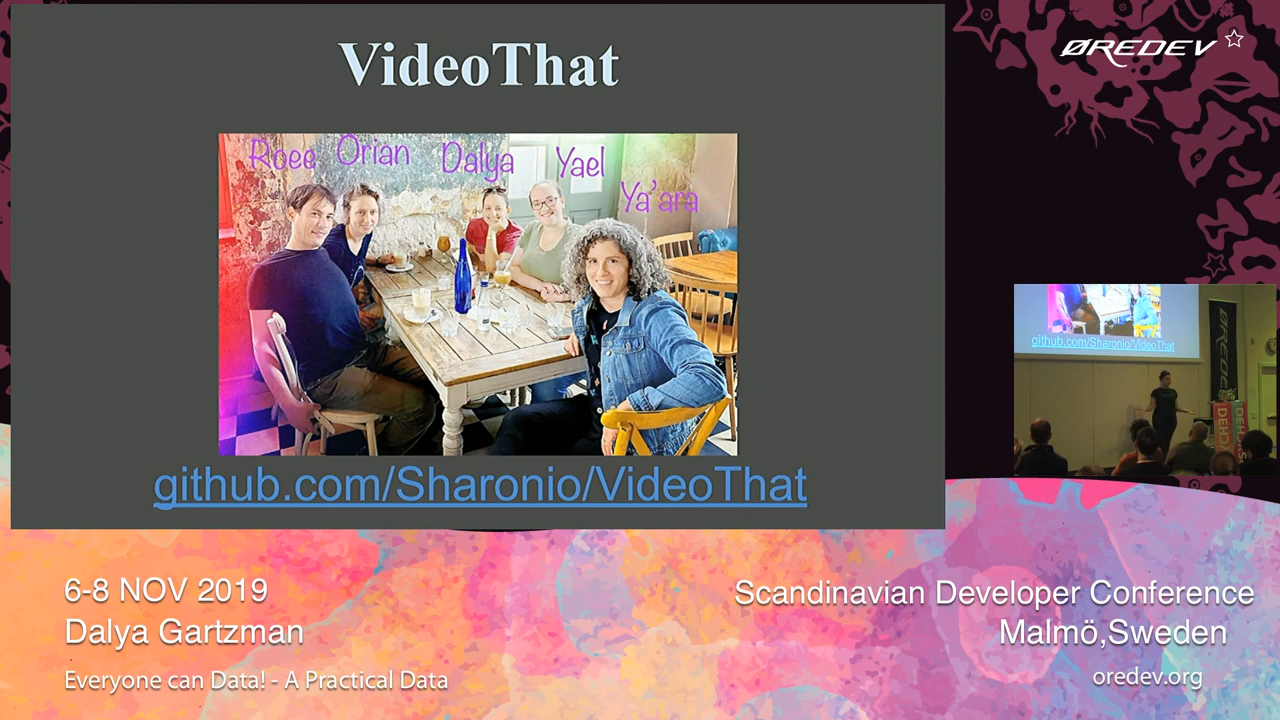 VideoThat
Roee Orian Dalya Yael
Ya'ara
github.com/Sharonio/VideoThat
ØREDEV
github.com/Sharonio/VideoThat
6-8 NOV 2019
Dalya Gartzman
Everyone can Data! - A Practical Data
Scandinavian Developer Conference
Malmö,Sweden
oredev.org